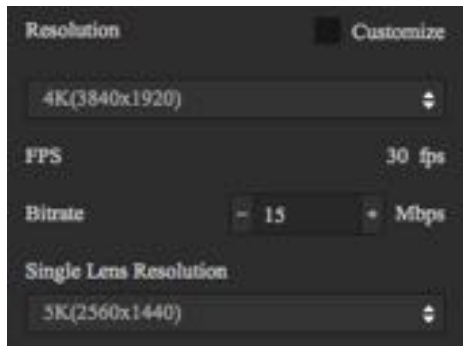 Resolution Customize
4K(3840x1920)
FPS 30 fps
Bitrate - 15 + Mbps
Single Lens Resolution
5K(2560x1440)